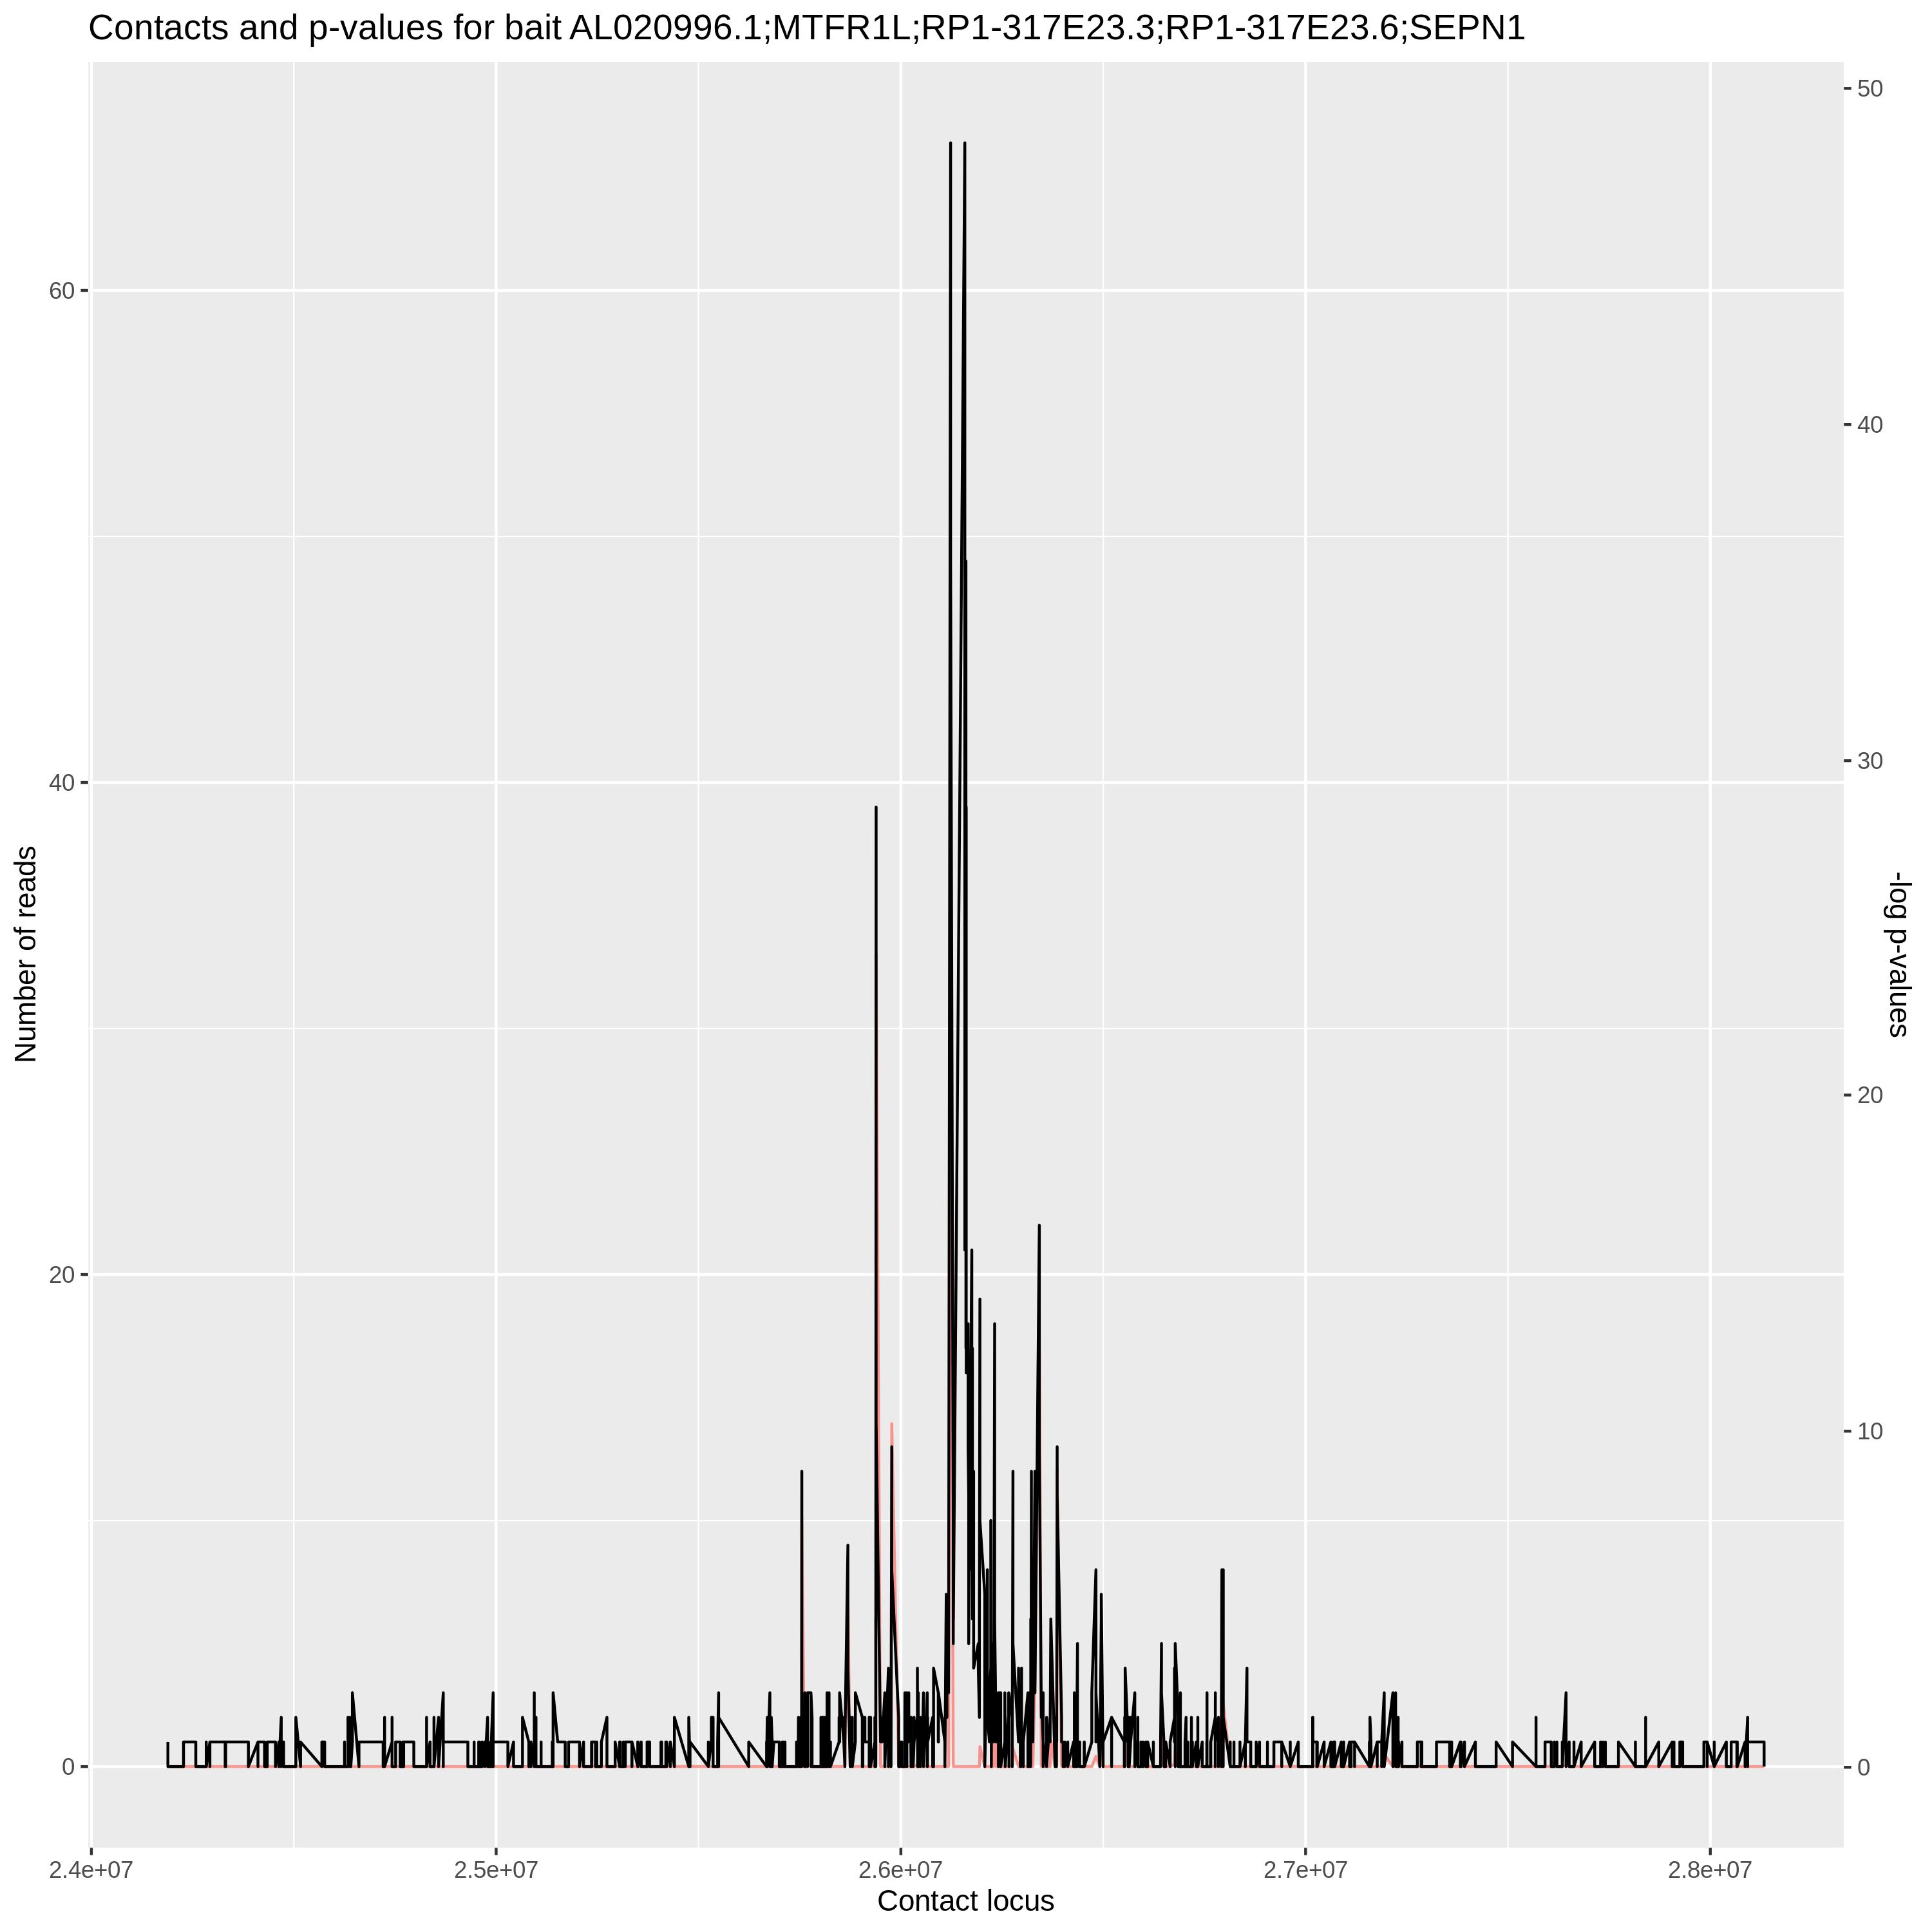 Contacts and p-values for bait AL020996.1;MTFR1L;RP1-317E23.3;RP1-317E23.6;SEPN1
Number of reads
60
40
20
0
50
40
30
20
10
0
-log p-values
2.4e+07
2.5e+07
2.6e+07
2.7e+07
2.8e+07
Contact locus